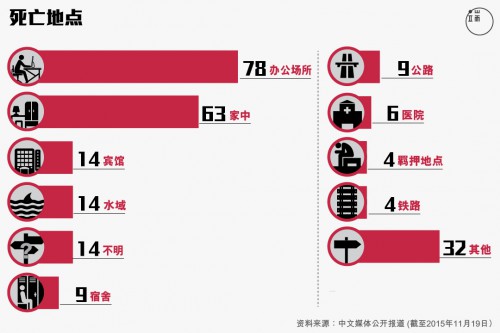 死亡地点
78 办公场所
63 家中
14 宾馆
14 水域
14 不明
9 宿舍
9 公路
6 医院
4 羁押地点
4 铁路
32 其他
资料来源：中文媒体公开报道 (截至2015年11月19日）